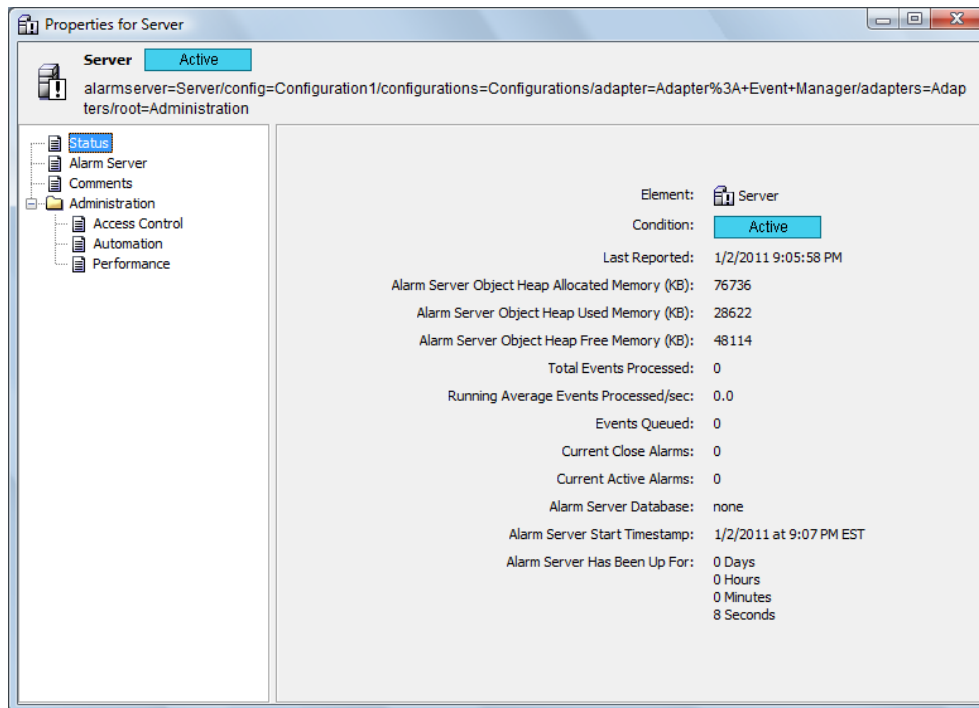 Properties for Server
Server Active
alarmserver=Server/config=Configuration1/configurations=Configurations/adapter=Adapter%3A+Event+Manager/adapters=Adap
ters/root=Administration
Status
Alarm Server
Comments
Administration
Access Control
Automation
Performance
Element: Server
Condition: Active
Last Reported: 1/2/2011 9:05:58 PM
Alarm Server Object Heap Allocated Memory (KB): 76736
Alarm Server Object Heap Used Memory (KB): 28622
Alarm Server Object Heap Free Memory (KB): 48114
Total Events Processed: 0
Running Average Events Processed/sec: 0.0
Events Queued: 0
Current Close Alarms: 0
Current Active Alarms: 0
Alarm Server Database: none
Alarm Server Start Timestamp: 1/2/2011 at 9:07 PM EST
Alarm Server Has Been Up For: 0 Days
0 Hours
0 Minutes
8 Seconds